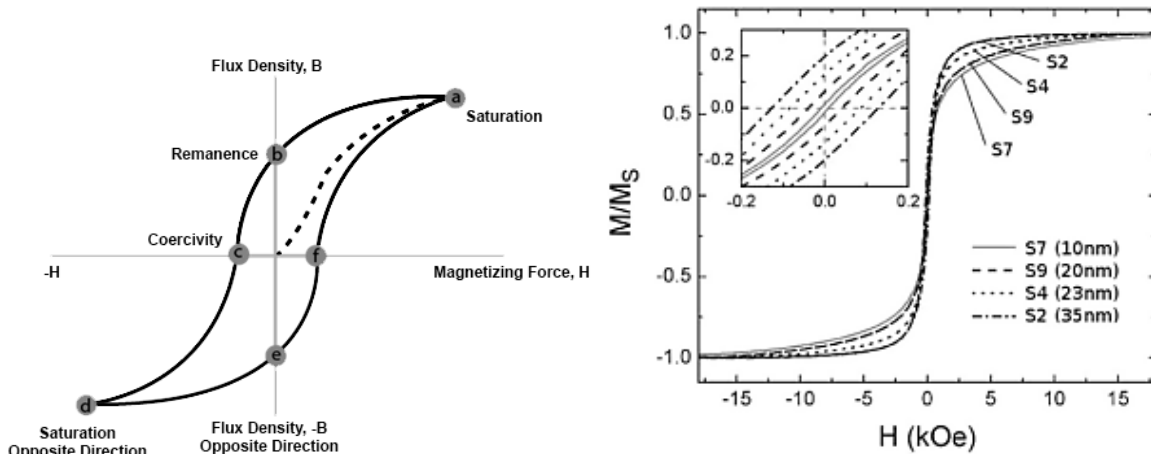 Flux Density, B
a
Saturation
b
Remanence
Coercivity
c
f
-H
Magnetizing Force, H
e
d
Saturation
Opposite Direction
Flux Density, -B
Opposite Direction
M/M_S
1.0
0.5
0.0
-0.5
-1.0
0.2
0.0
-0.2
-0.2 0.0 0.2
S2
S4
S9
S7
S7 (10nm)
S9 (20nm)
S4 (23nm)
S2 (35nm)
-15 -10 -5 0 5 10 15
H (kOe)